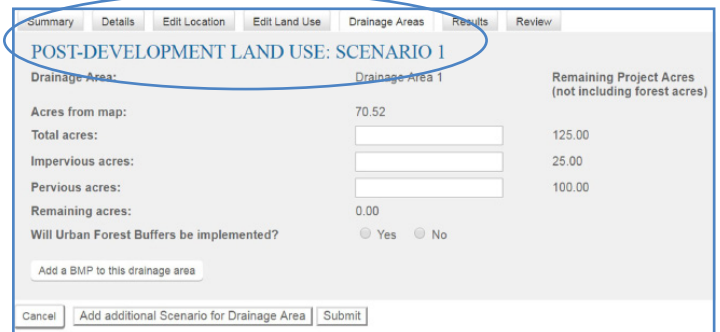 Summary Details Edit Location Edit Land Use Drainage Areas Results Review
POST-DEVELOPMENT LAND USE: SCENARIO 1
Drainage Area: Drainage Area 1 Remaining Project Acres
(not including forest acres)
Acres from map: 70.52
Total acres: 125.00
Impervious acres: 25.00
Pervious acres: 100.00
Remaining acres: 0.00
Will Urban Forest Buffers be implemented? Yes No
Add a BMP to this drainage area
Cancel Add additional Scenario for Drainage Area Submit